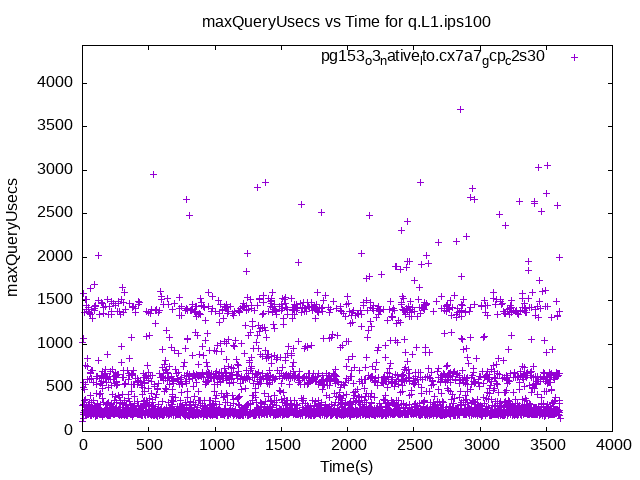 maxQueryUsecs vs Time for q.L1.ips100
pg153o3native_lto.cx7a7gcpc2s30
maxQueryUsecs
4000
3500
3000
2500
2000
1500
1000
500
0
0 500 1000 1500 2000 2500 3000 3500 4000
Time(s)